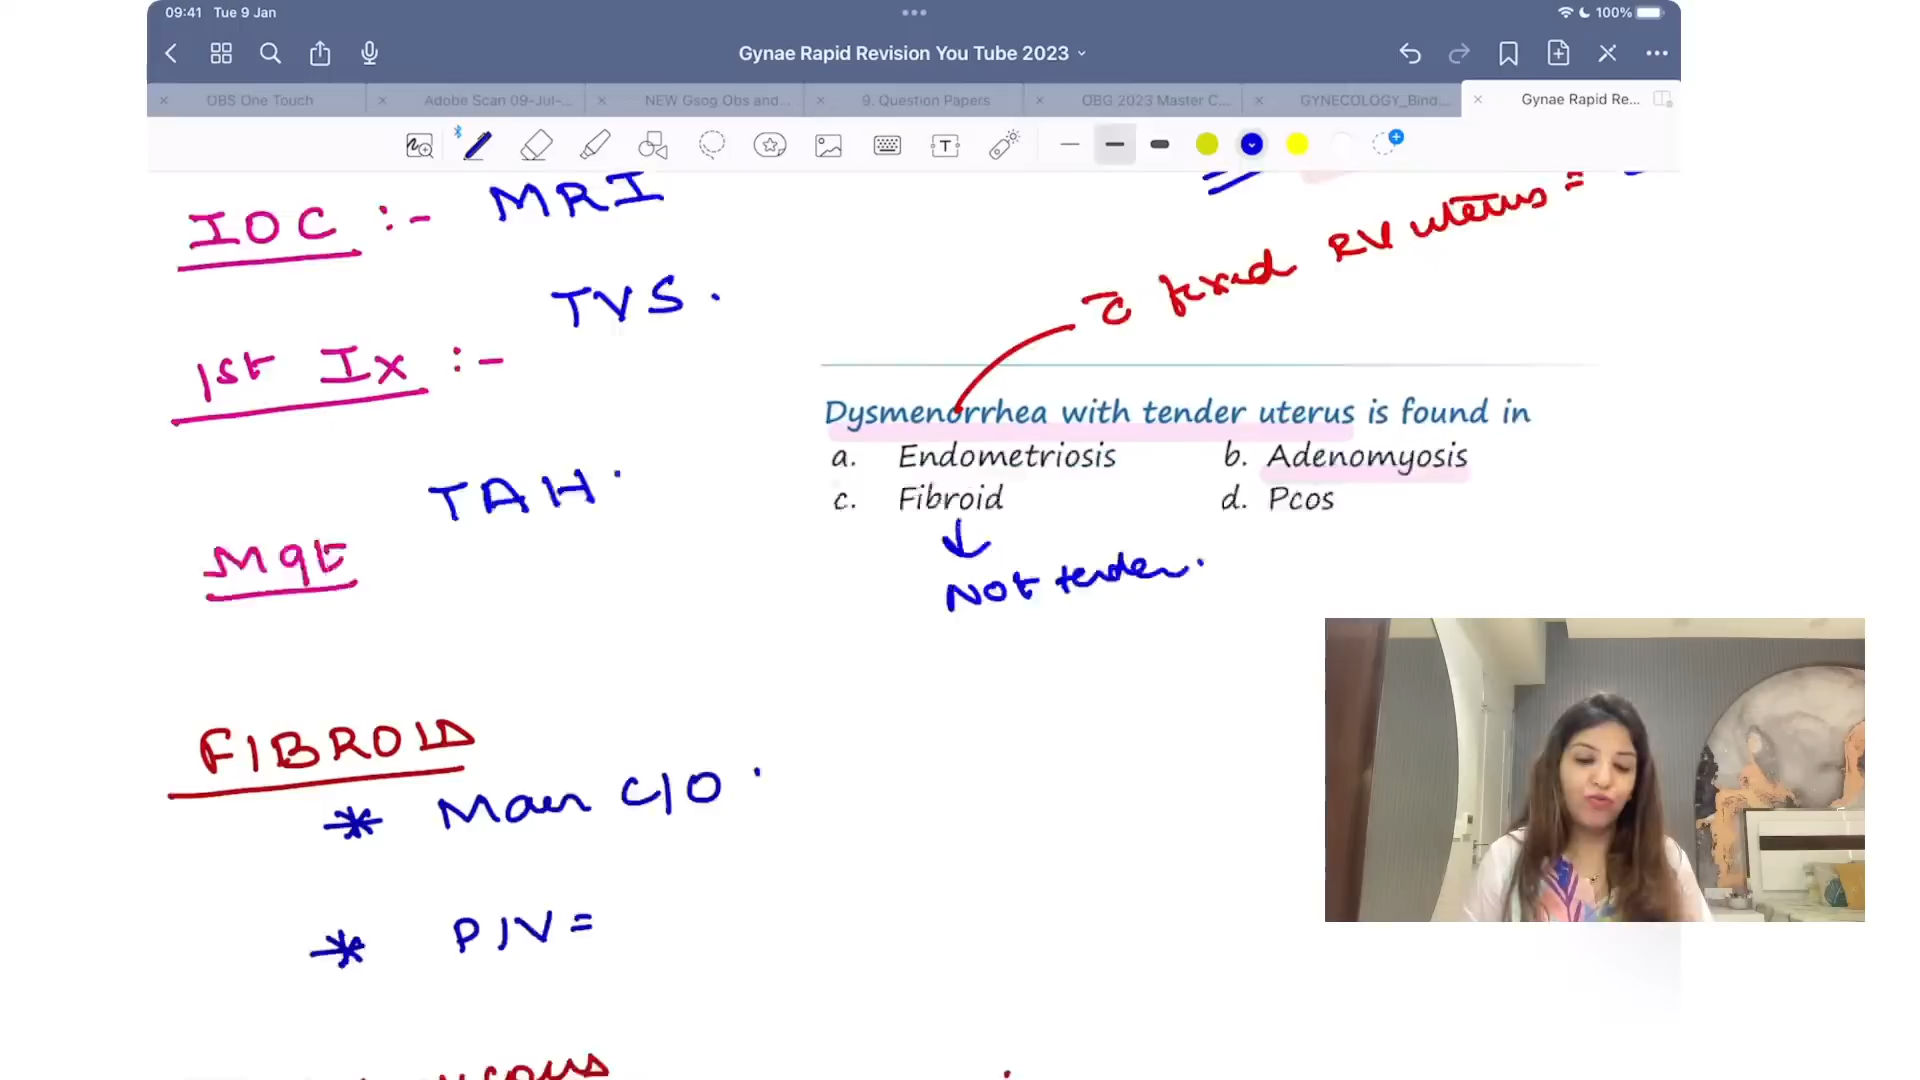 09:41 Tue 9 Jan
100%
Gynae Rapid Revision You Tube 2023
OBS One Touch
Adobe Scan 09-Jul-...
NEW Gsog Obs and...
9. Question Papers
OBG 2023 Master C...
GYNECOLOGY_Bind...
Gynae Rapid Re...
IOC :- MRI
TVS.
1st Ix :-
TAH.
Mgt
c̄ fixed RV uterus =
Dysmenorrhea with tender uterus is found in
a. Endometriosis b. Adenomyosis
c. Fibroid d. Pcos
↓
Not tender.
FIBROID
* Main C/O .
* P/V =